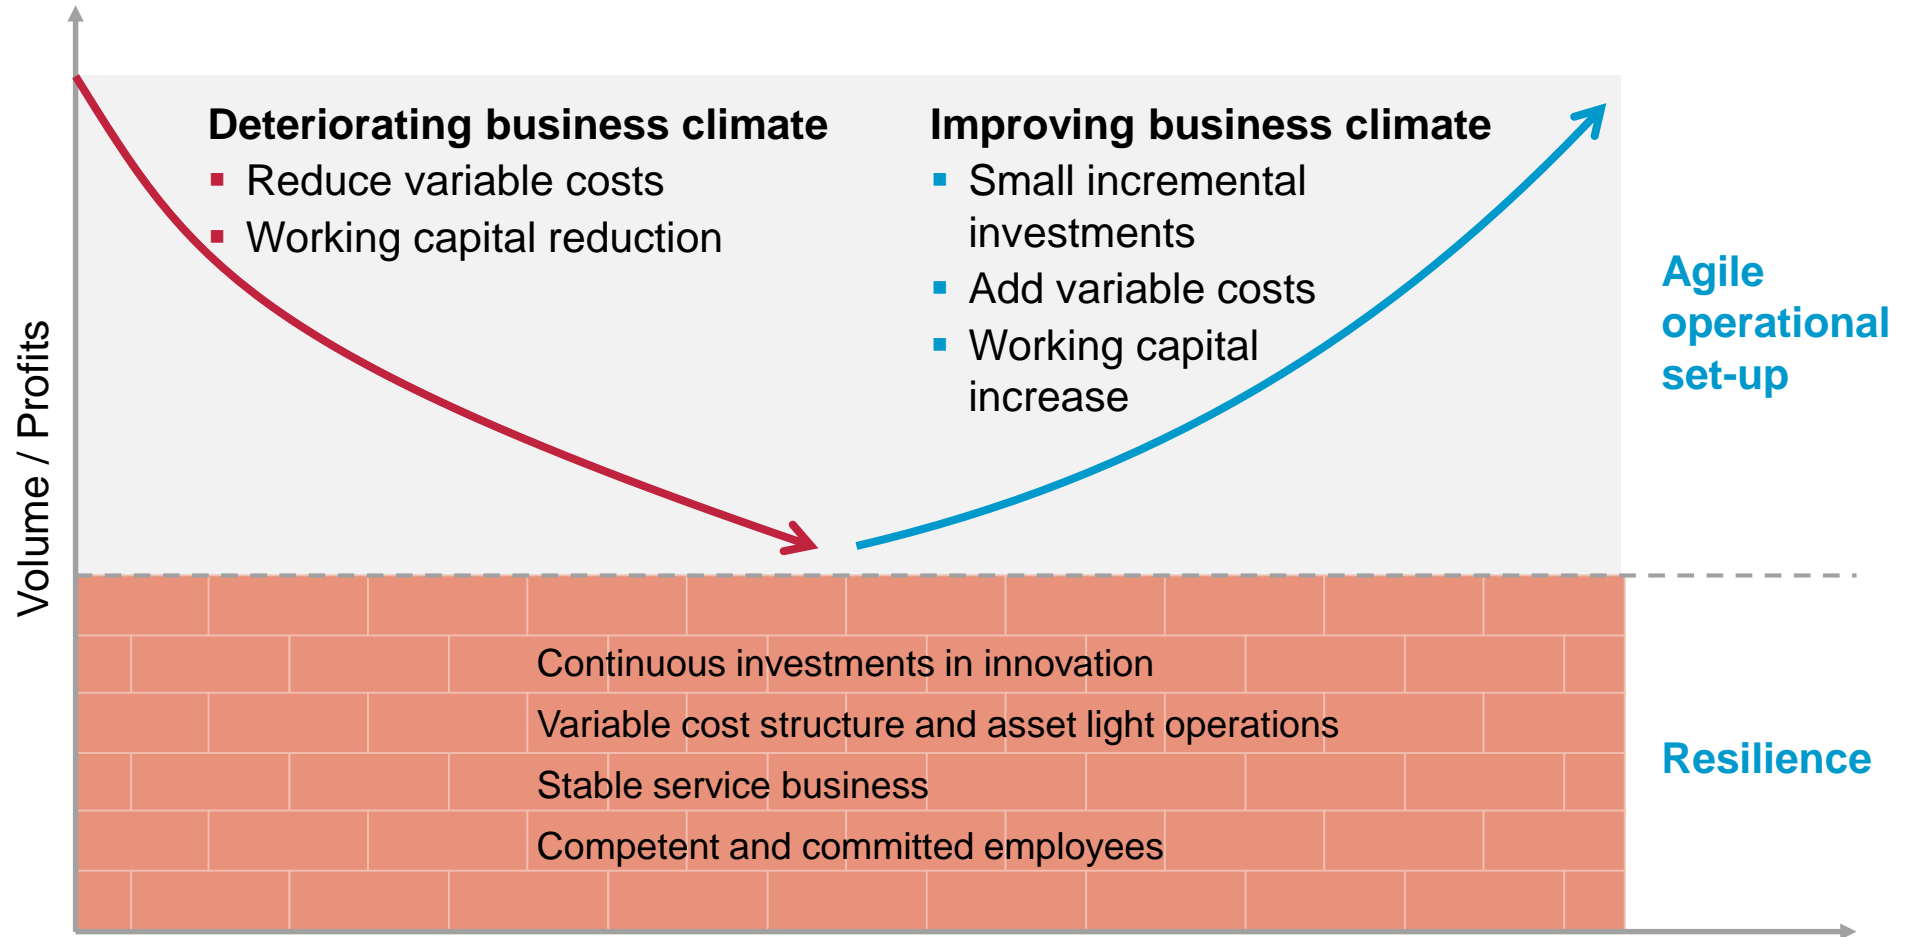 Volume / Profits
Deteriorating business climate
▪ Reduce variable costs
▪ Working capital reduction
Improving business climate
▪ Small incremental
investments
▪ Add variable costs
▪ Working capital
increase
Agile
operational
set-up
Continuous investments in innovation
Variable cost structure and asset light operations
Stable service business
Competent and committed employees
Resilience